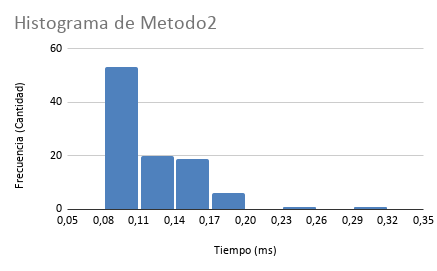 Histograma de Metodo2
Frecuencia (Cantidad)
60
40
20
0
0,05 0,08 0,11 0,14 0,17 0,20 0,23 0,26 0,29 0,32 0,35
Tiempo (ms)